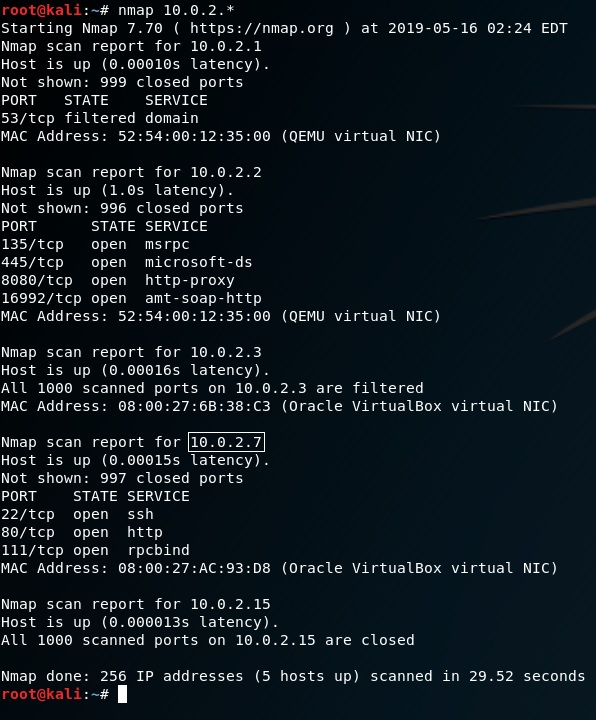 root@kali:~# nmap 10.0.2.*
Starting Nmap 7.70 ( https://nmap.org ) at 2019-05-16 02:24 EDT
Nmap scan report for 10.0.2.1
Host is up (0.00010s latency).
Not shown: 999 closed ports
PORT   STATE    SERVICE
53/tcp filtered domain
MAC Address: 52:54:00:12:35:00 (QEMU virtual NIC)

Nmap scan report for 10.0.2.2
Host is up (1.0s latency).
Not shown: 996 closed ports
PORT      STATE SERVICE
135/tcp   open  msrpc
445/tcp   open  microsoft-ds
8080/tcp  open  http-proxy
16992/tcp open  amt-soap-http
MAC Address: 52:54:00:12:35:00 (QEMU virtual NIC)

Nmap scan report for 10.0.2.3
Host is up (0.00016s latency).
All 1000 scanned ports on 10.0.2.3 are filtered
MAC Address: 08:00:27:6B:38:C3 (Oracle VirtualBox virtual NIC)

Nmap scan report for 10.0.2.7
Host is up (0.00015s latency).
Not shown: 997 closed ports
PORT    STATE SERVICE
22/tcp  open  ssh
80/tcp  open  http
111/tcp open  rpcbind
MAC Address: 08:00:27:AC:93:D8 (Oracle VirtualBox virtual NIC)

Nmap scan report for 10.0.2.15
Host is up (0.000013s latency).
All 1000 scanned ports on 10.0.2.15 are closed

Nmap done: 256 IP addresses (5 hosts up) scanned in 29.52 seconds
root@kali:~#